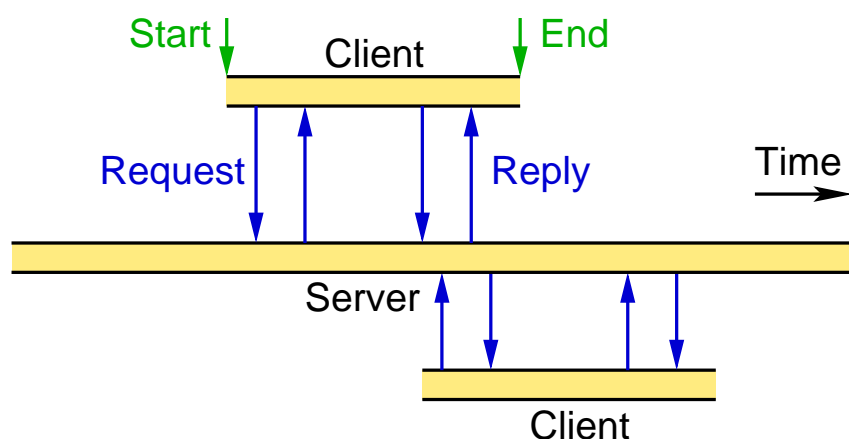 Start
End
Client
Request
Reply
Time
Server
Client